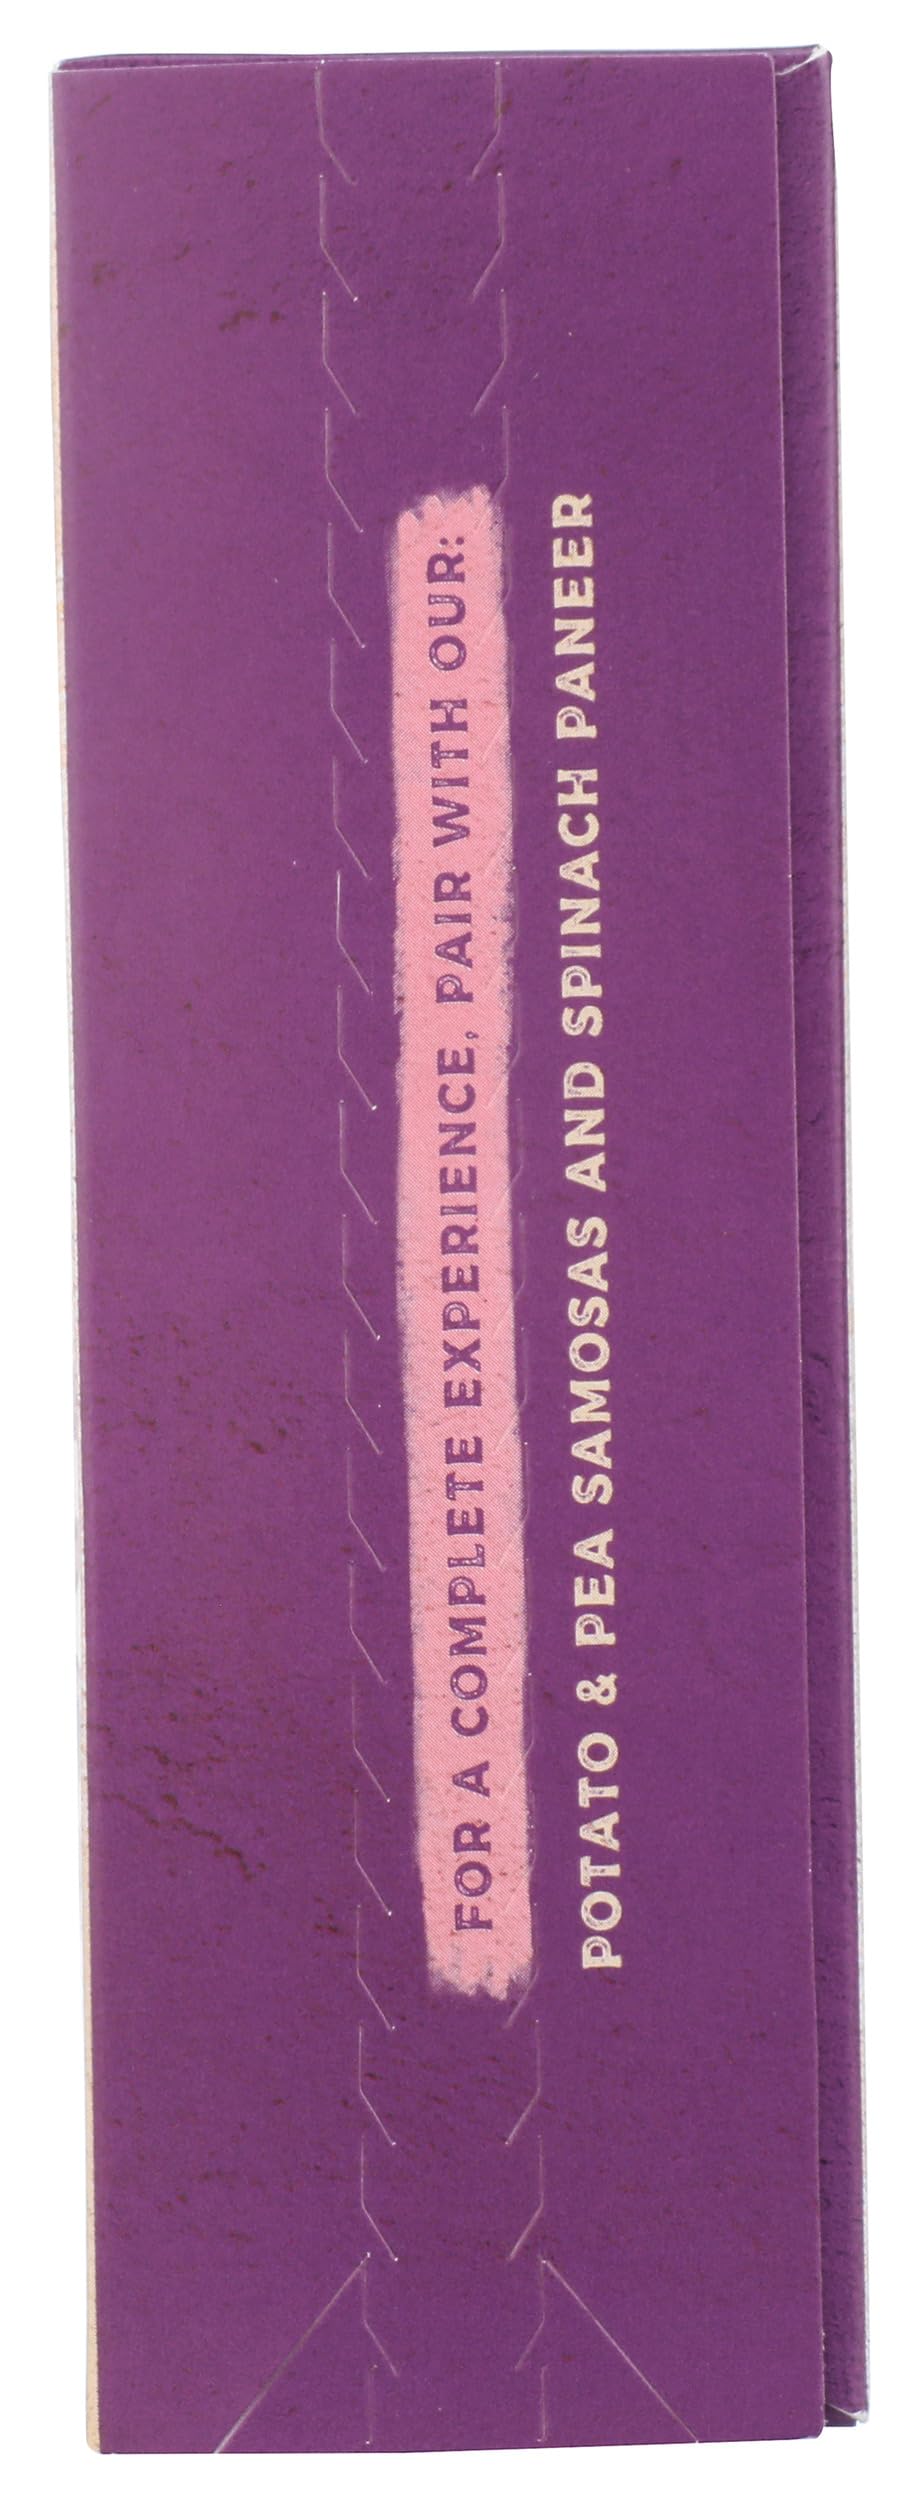 FOR A COMPLETE EXPERIENCE, PAIR WITH OUR:
POTATO & PEA SAMOSAS AND SPINACH PANEER